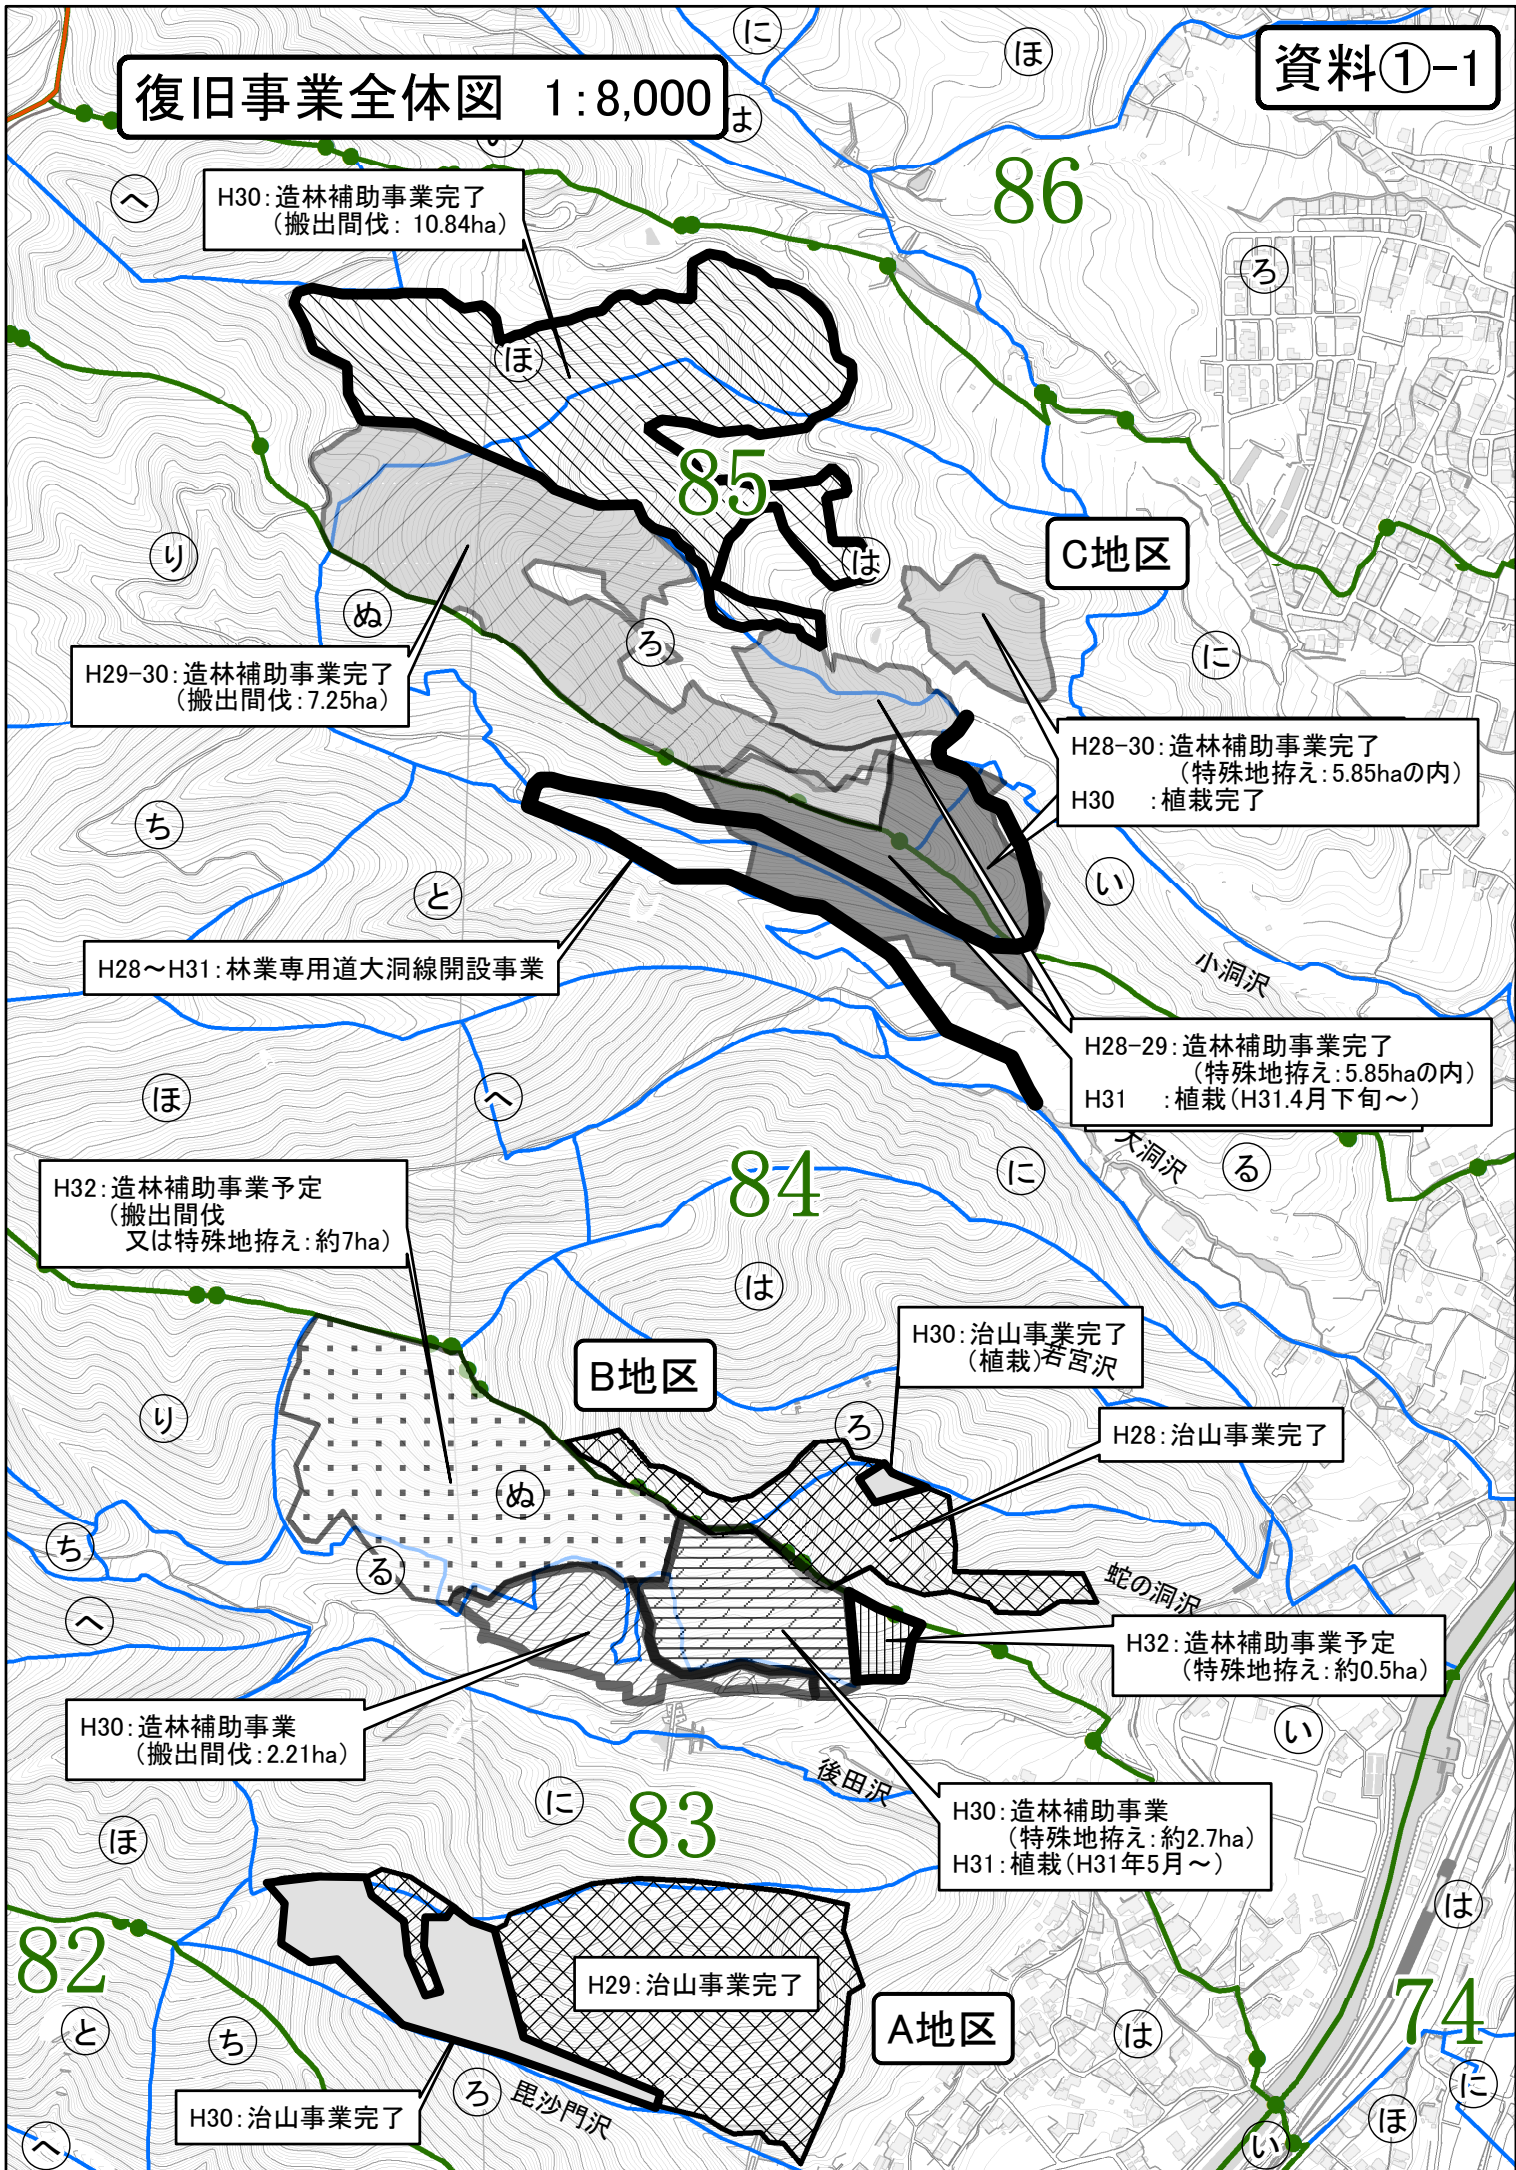 復旧事業全体図 1:8,000
資料①-1
に
ほ
は
い
へ
86
H30:造林補助事業完了
(搬出間伐: 10.84ha)
ろ
ほ
85
C地区
は
り
ぬ
ろ
に
H29-30:造林補助事業完了
(搬出間伐:7.25ha)
H28-30:造林補助事業完了
(特殊地拵え:5.85haの内)
H30 :植栽完了
ち
と
い
H28～H31:林業専用道大洞線開設事業
小洞沢
H28-29:造林補助事業完了
(特殊地拵え:5.85haの内)
H31 :植栽(H31.4月下旬～)
ほ
へ
大洞沢
る
に
84
H32:造林補助事業予定
(搬出間伐
又は特殊地拵え:約7ha)
は
H30:治山事業完了
(植栽)
若宮沢
B地区
り
ろ
H28:治山事業完了
ぬ
ち
る
蛇の洞沢
へ
H32:造林補助事業予定
(特殊地拵え:約0.5ha)
H30:造林補助事業
(搬出間伐:2.21ha)
い
後田沢
に
83
H30:造林補助事業
(特殊地拵え:約2.7ha)
H31:植栽(H31年5月～)
ほ
は
82
H29:治山事業完了
74
と
ち
A地区
は
に
H30:治山事業完了
ろ
毘沙門沢
ほ
へ
い